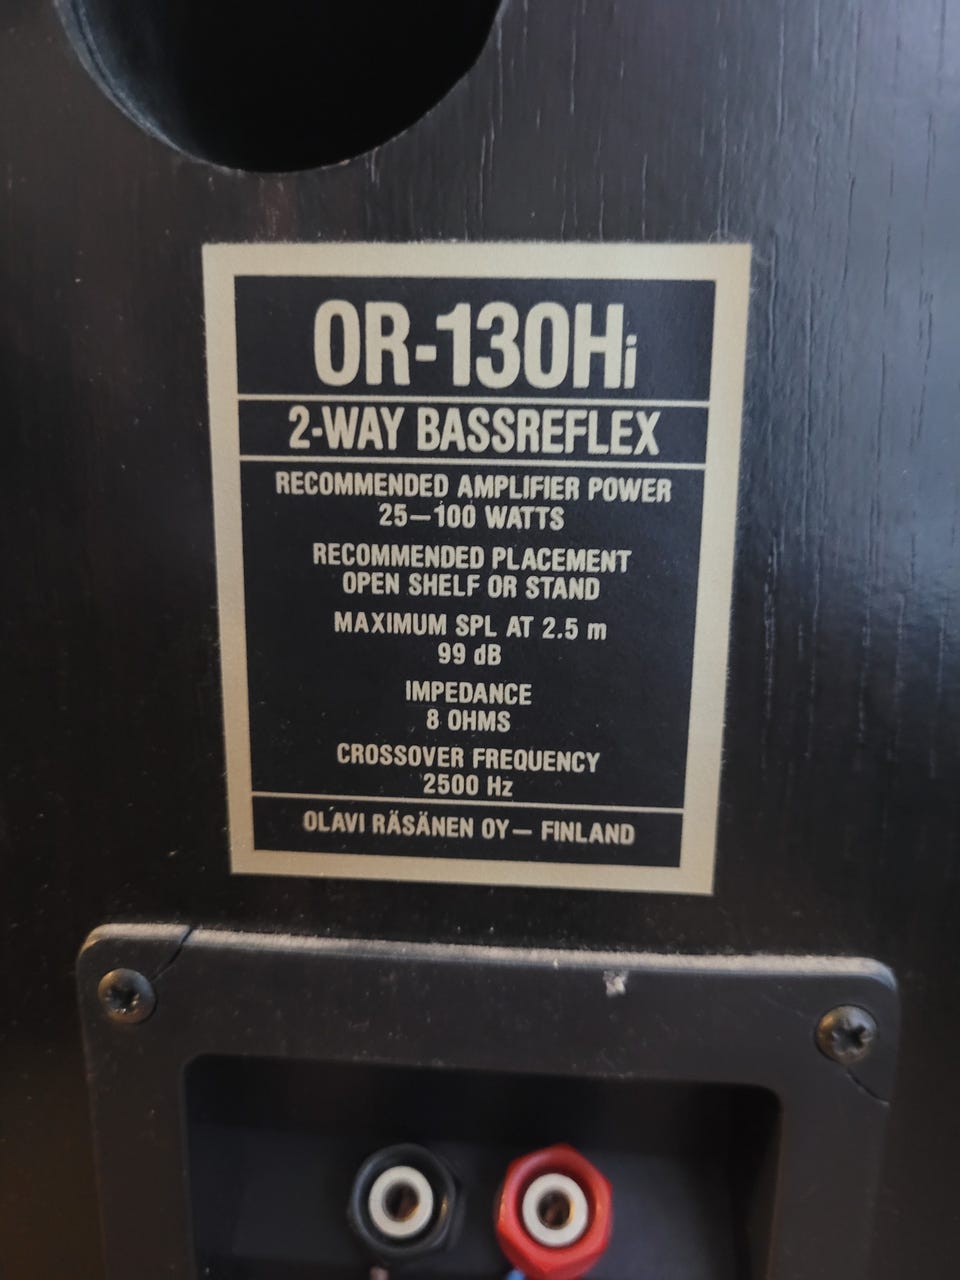 OR-130Hi
2-WAY BASSREFLEX
RECOMMENDED AMPLIFIER POWER
25—100 WATTS
RECOMMENDED PLACEMENT
OPEN SHELF OR STAND
MAXIMUM SPL AT 2.5 m
99 dB
IMPEDANCE
8 OHMS
CROSSOVER FREQUENCY
2500 Hz
OLAVI RÄSÄNEN OY — FINLAND